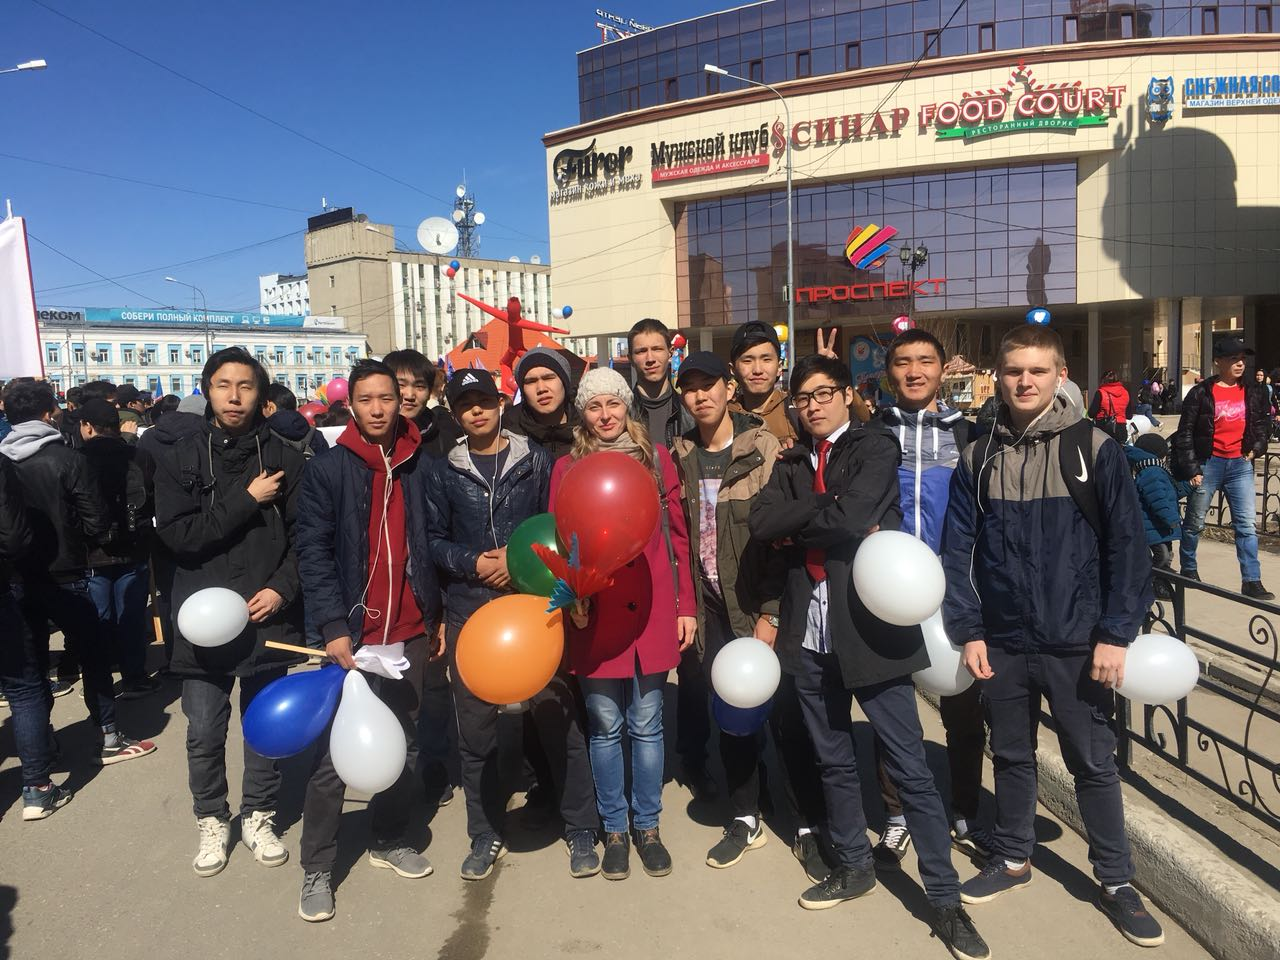 Furor
магазин кожи и меха
Мужской клуб
МУЖСКАЯ ОДЕЖДА И АКСЕССУАРЫ
СИНАР
FOOD COURT
РЕСТОРАННЫЙ ДВОРИК
СНЕЖНАЯ
МАГАЗИН ВЕРХНЕЙ
ПРОСПЕКТ
СОБЕРИ ПОЛНЫЙ КОМПЛЕКТ
adidas